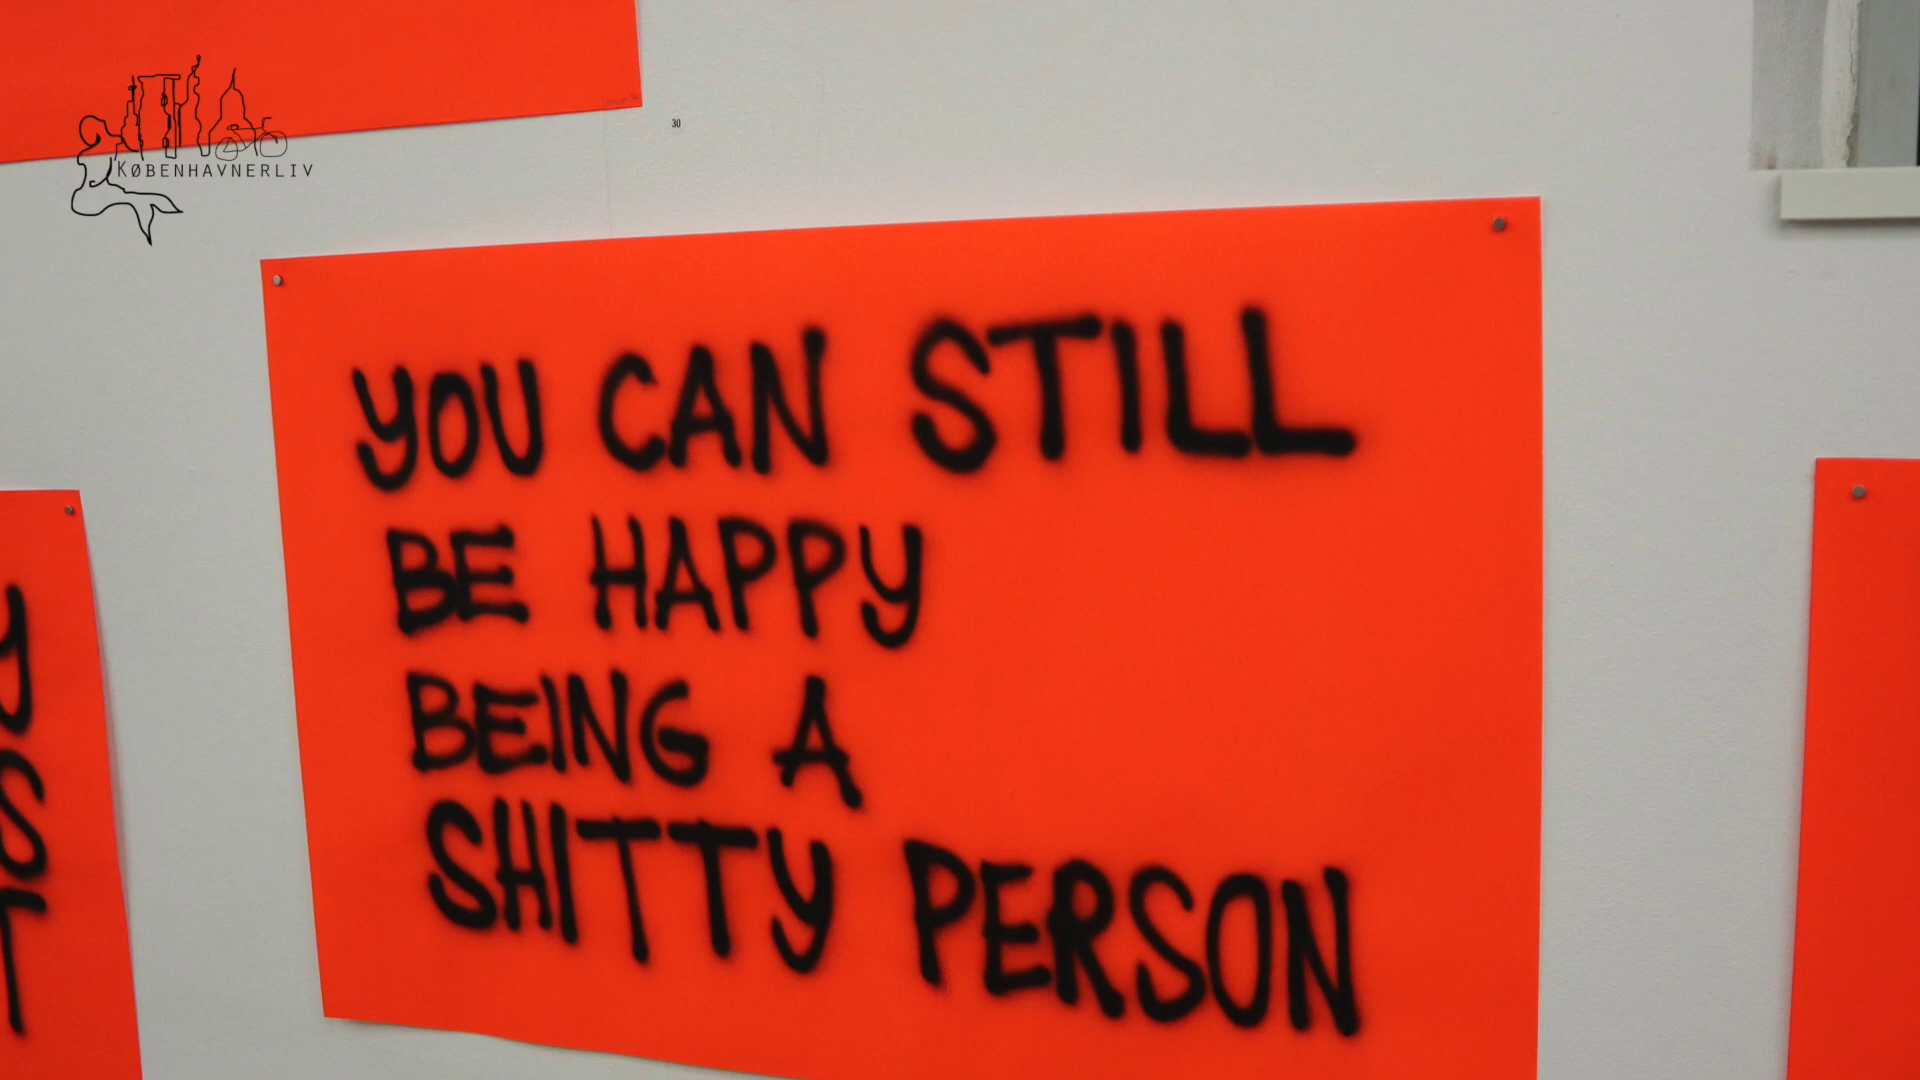 KØBENHAVNERLIV
30
YOU CAN STILL
BE HAPPY
BEING A
SHITTY PERSON
Y
S
T